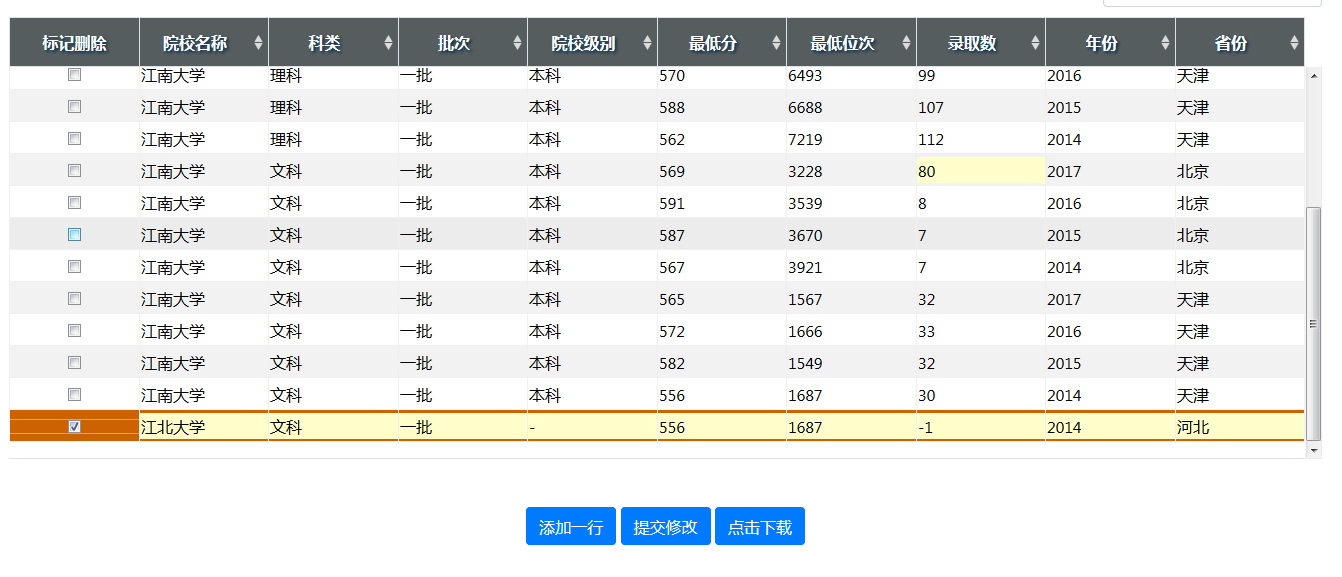 标记删除 院校名称 科类 批次 院校级别 最低分 最低位次 录取数 年份 省份
江南大学 理科 一批 本科 570 6493 99 2016 天津
江南大学 理科 一批 本科 588 6688 107 2015 天津
江南大学 理科 一批 本科 562 7219 112 2014 天津
江南大学 文科 一批 本科 569 3228 80 2017 北京
江南大学 文科 一批 本科 591 3539 8 2016 北京
江南大学 文科 一批 本科 587 3670 7 2015 北京
江南大学 文科 一批 本科 567 3921 7 2014 北京
江南大学 文科 一批 本科 565 1567 32 2017 天津
江南大学 文科 一批 本科 572 1666 33 2016 天津
江南大学 文科 一批 本科 582 1549 32 2015 天津
江南大学 文科 一批 本科 556 1687 30 2014 天津
江北大学 文科 一批 - 556 1687 -1 2014 河北
添加一行 提交修改 点击下载